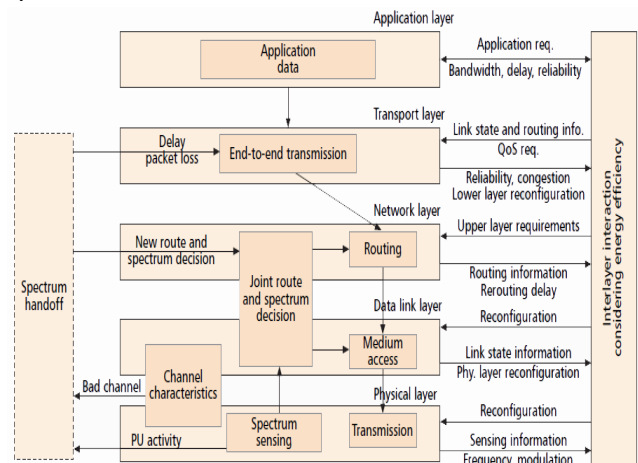 Application layer
Application
data
Application req.
Bandwidth, delay, reliability
Transport layer
Delay
packet loss
End-to-end transmission
Link state and routing info.
QoS req.
Reliability, congestion
Lower layer reconfiguration
Network layer
New route and
spectrum decision
Routing
Upper layer requirements
Routing information
Rerouting delay
Joint route
and spectrum
decision
Spectrum
handoff
Data link layer
Medium
access
Reconfiguration
Link state information
Phy. layer reconfiguration
Bad channel
Channel
characteristics
Physical layer
PU activity
Spectrum
sensing
Transmission
Reconfiguration
Sensing information
Frequency, modulation
Interlayer interaction
considering energy efficiency